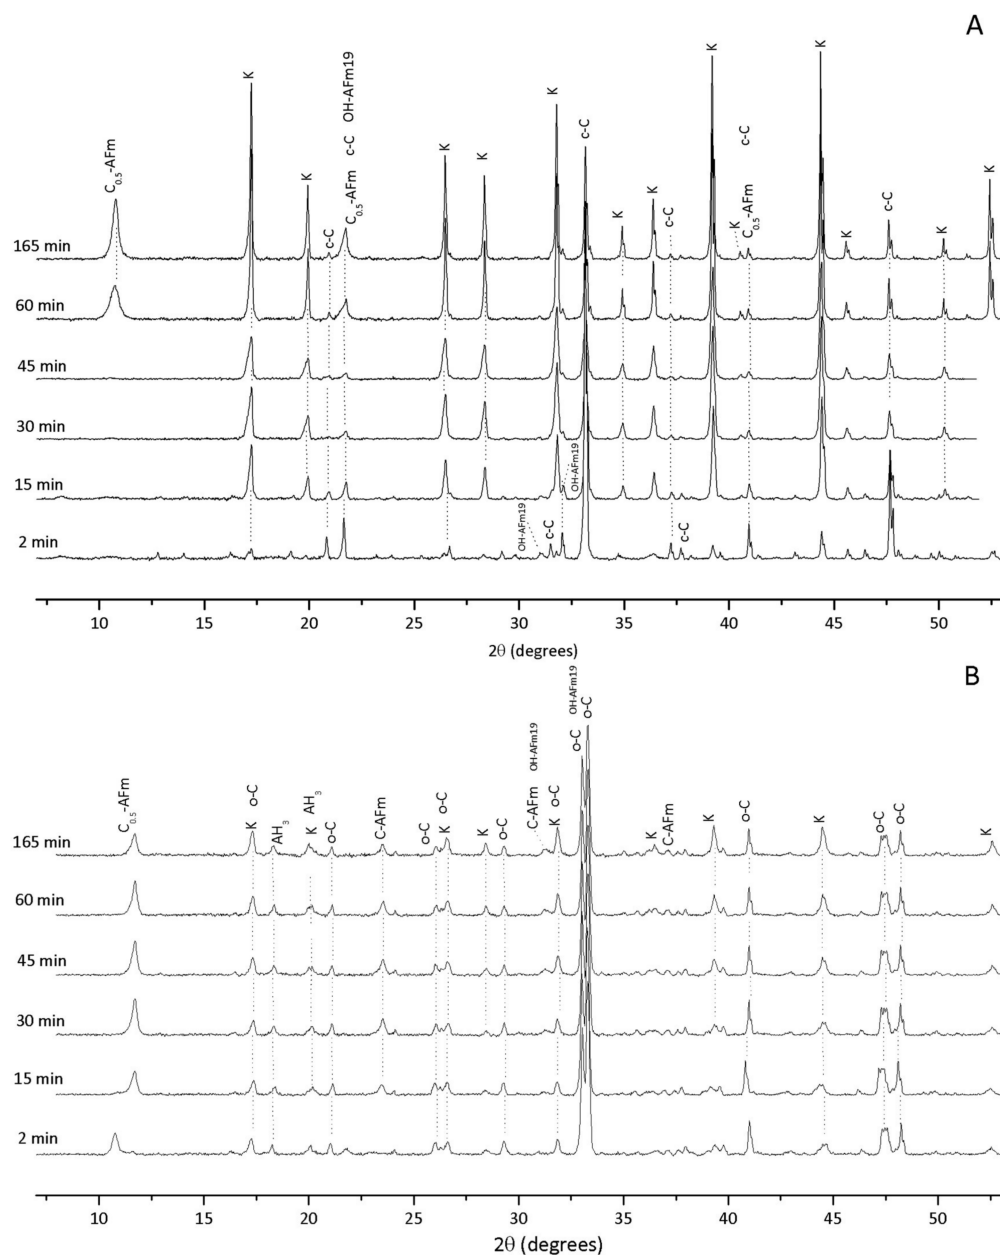 A
K
K
C0.5-AFm
c-C
C0.5-AFm c-C OH-AFm19
K
K
K
c-C
K
K
c-C
K
K
C0.5-AFm c-C
K
K
c-C
K
K
165 min
60 min
45 min
30 min
15 min
2 min
OH-AFm19
c-C
OH-AFm19
c-C
10 15 20 25 30 35 40 45 50
2θ (degrees)
B
C0.5-AFm
K o-C
AH3
K AH3
o-C
C-AFm
o-C
K o-C
K
o-C
C-AFm OH-AFm19
K o-C
o-C OH-AFm19
o-C
K
C-AFm
K
o-C
K
o-C
o-C
K
165 min
60 min
45 min
30 min
15 min
2 min
10 15 20 25 30 35 40 45 50
2θ (degrees)